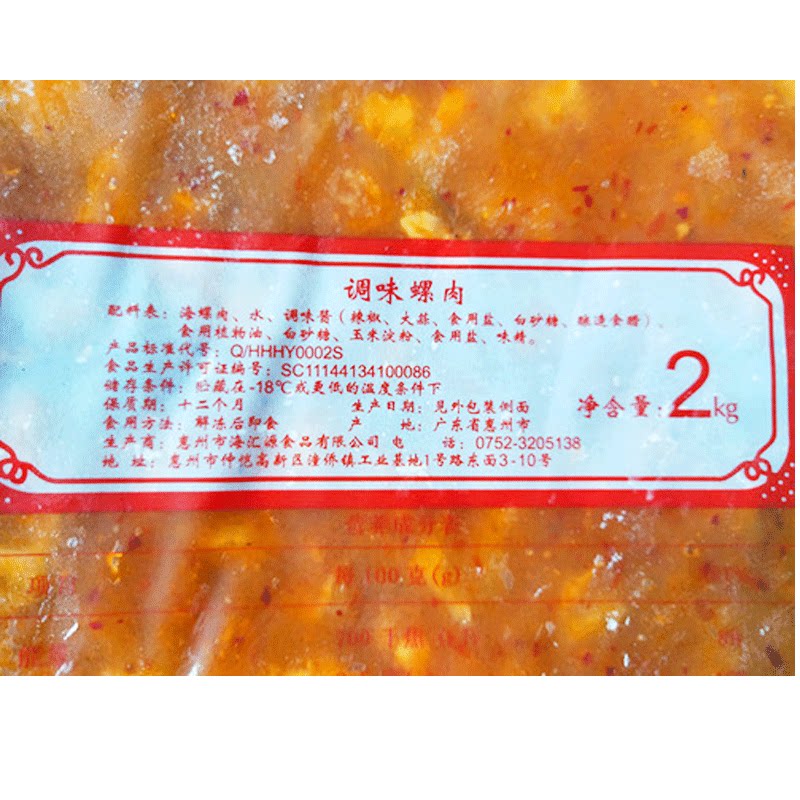 调味螺肉
配料表：海螺肉、水、调味酱（辣椒、大蒜、食用盐、白砂糖、酿造食醋）、
食用植物油、白砂糖、玉米淀粉、食用盐、味精。
产品标准代号：Q/HHHY0002S
食品生产许可证编号：SC11144134100086
储存条件：贮藏在-18℃或更低的温度条件下
保质期：十二个月 生产日期：见外包装侧面
食用方法：解冻后即食 产 地：广东省惠州市
净含量：2kg
生产商：惠州市海汇源食品有限公司 电 话：0752-3205138
地 址：惠州市仲恺高新区潼侨镇工业基地1号路东面3-10号
营养成分表
项目 每100克(g)